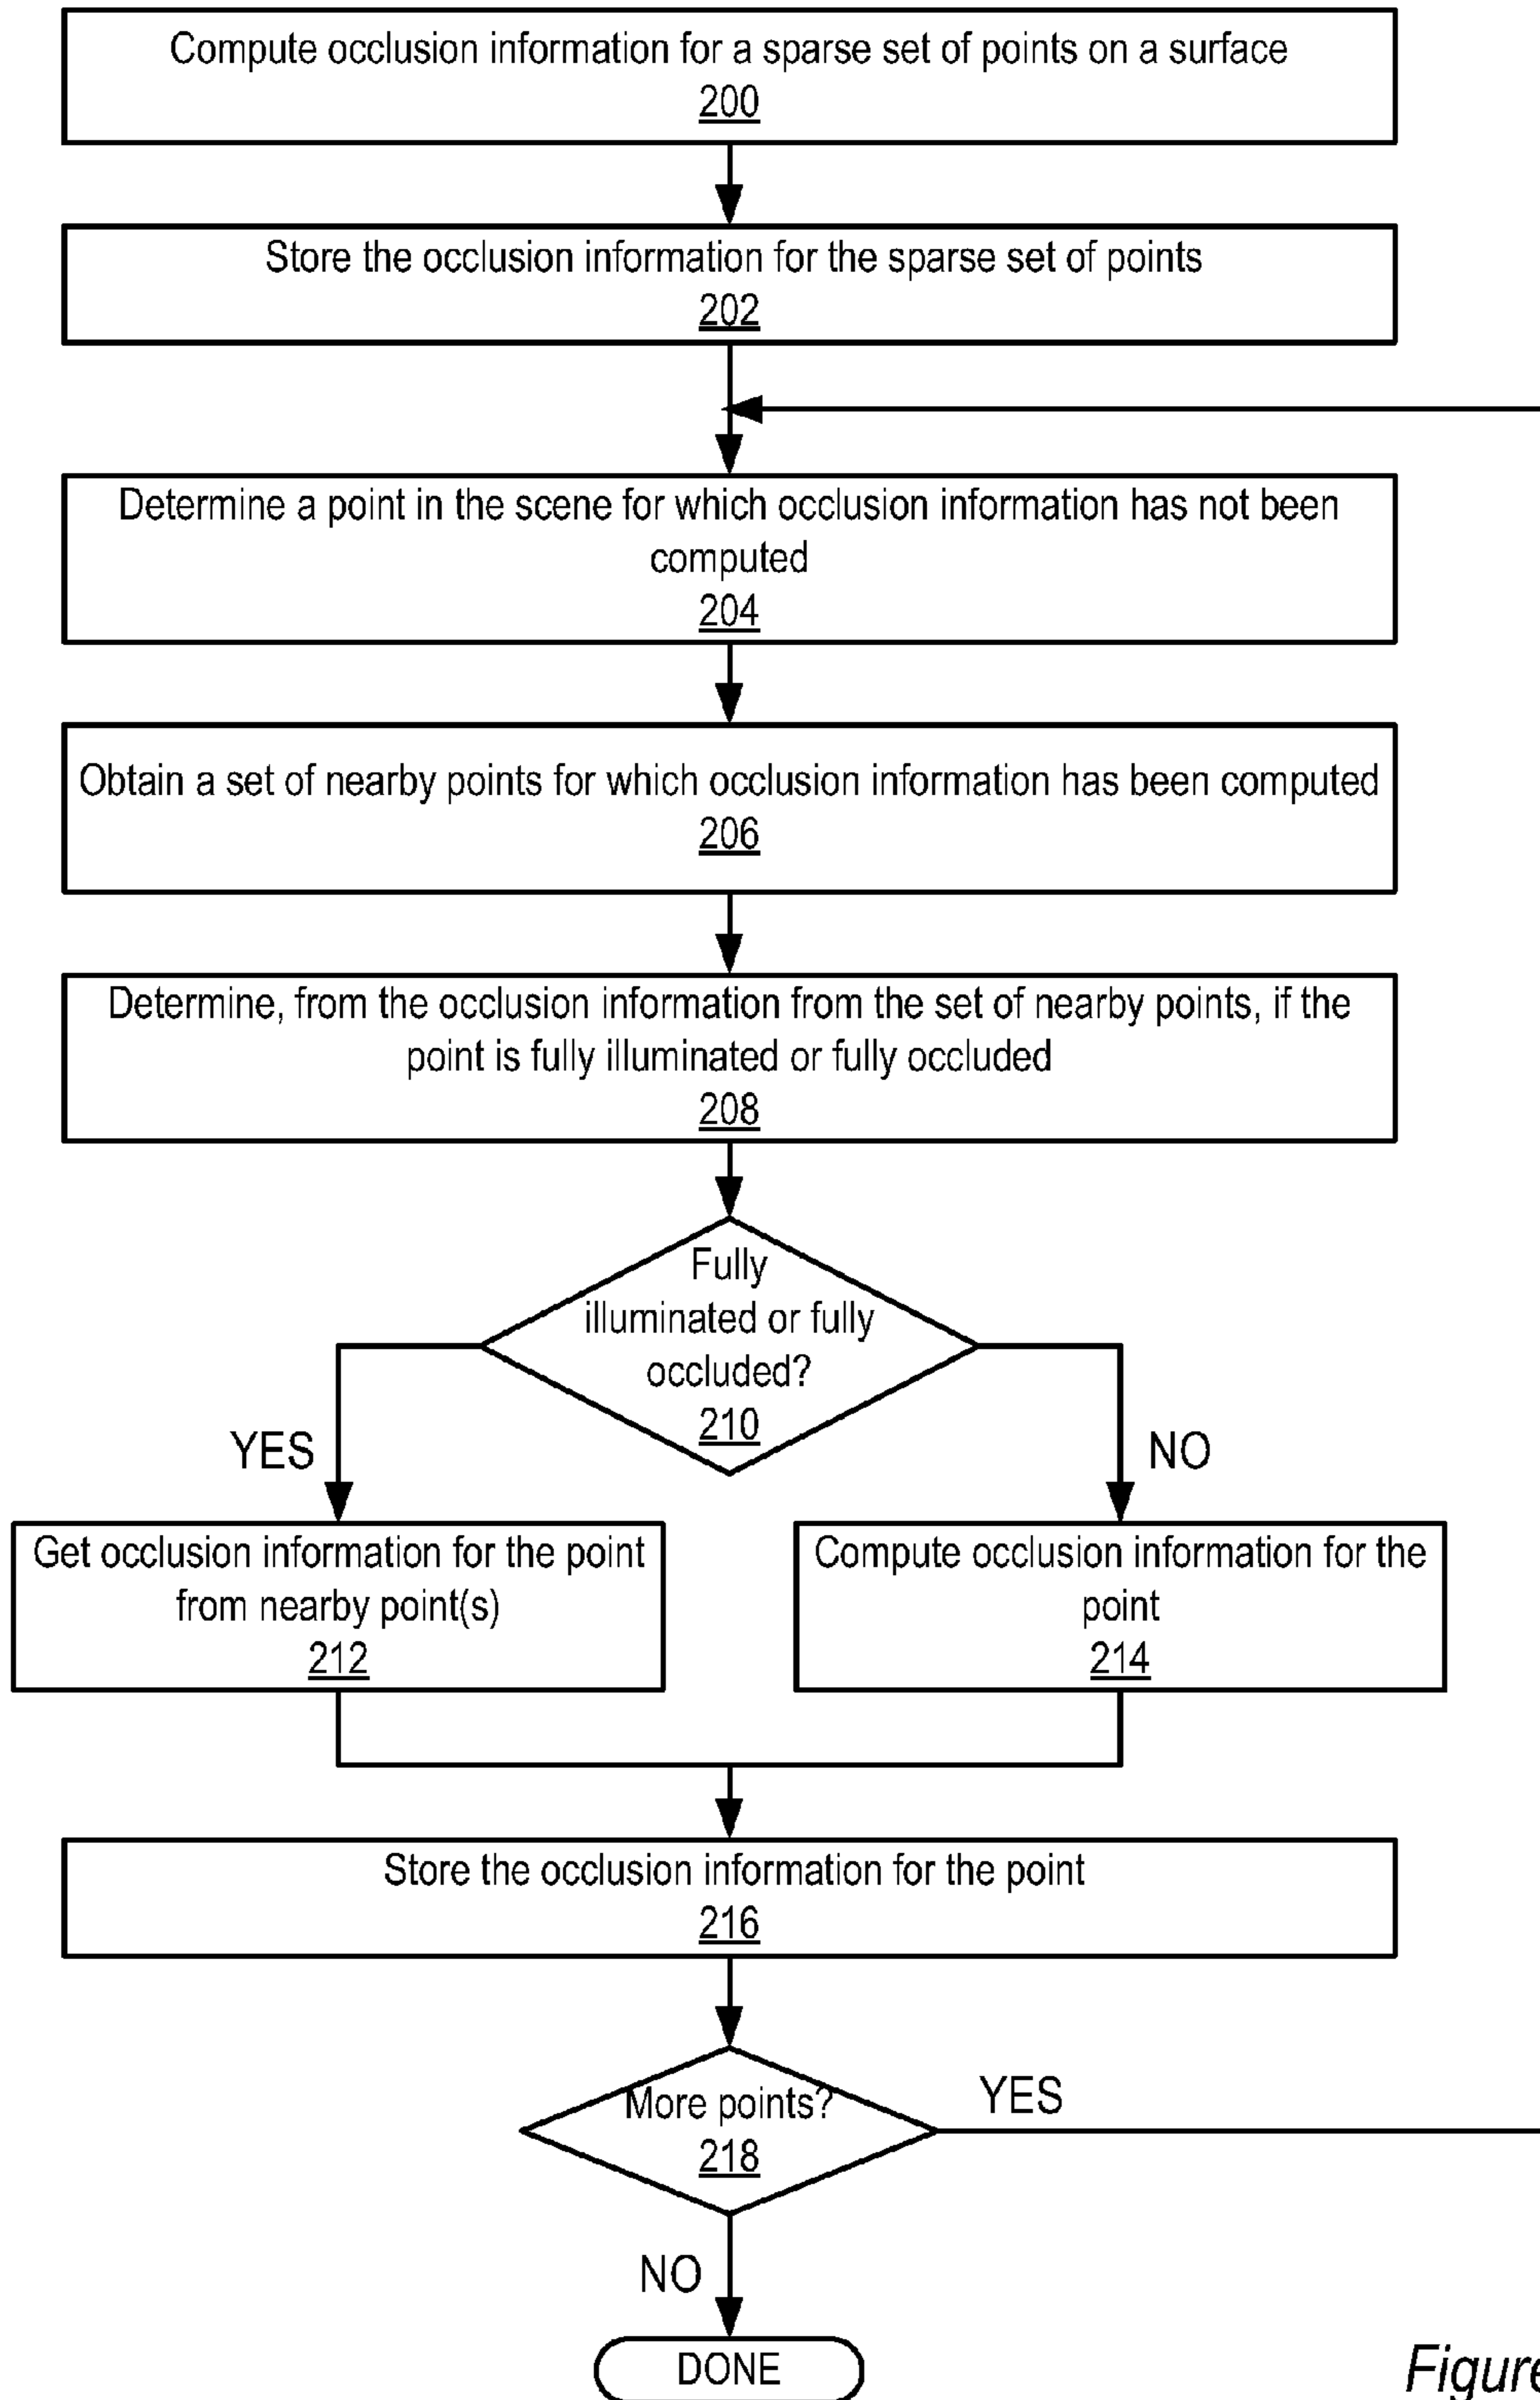 Compute occlusion information for a sparse set of points on a surface
200
Store the occlusion information for the sparse set of points
202
Determine a point in the scene for which occlusion information has not been
computed
204
Obtain a set of nearby points for which occlusion information has been computed
206
Determine, from the occlusion information from the set of nearby points, if the
point is fully illuminated or fully occluded
208
Fully
illuminated or fully
occluded?
210
YES
NO
Get occlusion information for the point
from nearby point(s)
212
Compute occlusion information for the
point
214
Store the occlusion information for the point
216
More points?
218
YES
NO
DONE
Figure